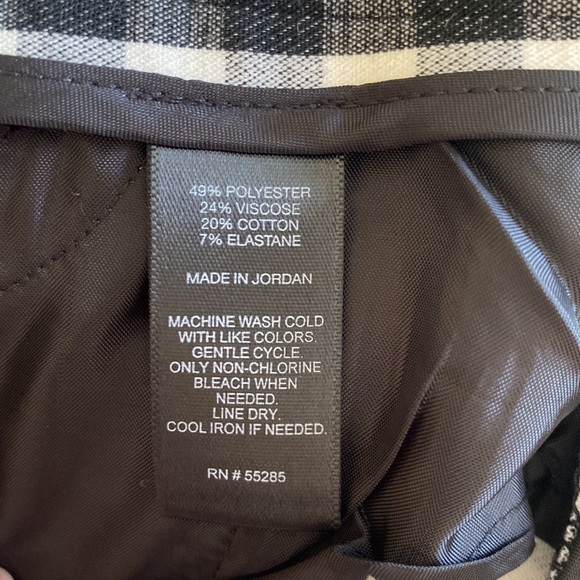 49% POLYESTER
24% VISCOSE
20% COTTON
7% ELASTANE
MADE IN JORDAN
MACHINE WASH COLD
WITH LIKE COLORS.
GENTLE CYCLE.
ONLY NON-CHLORINE
BLEACH WHEN
NEEDED.
LINE DRY.
COOL IRON IF NEEDED.
RN # 55285